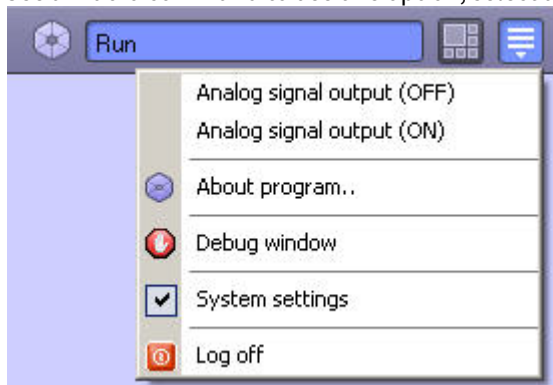 Run
Analog signal output (OFF)
Analog signal output (ON)
About program..
Debug window
System settings
Log off